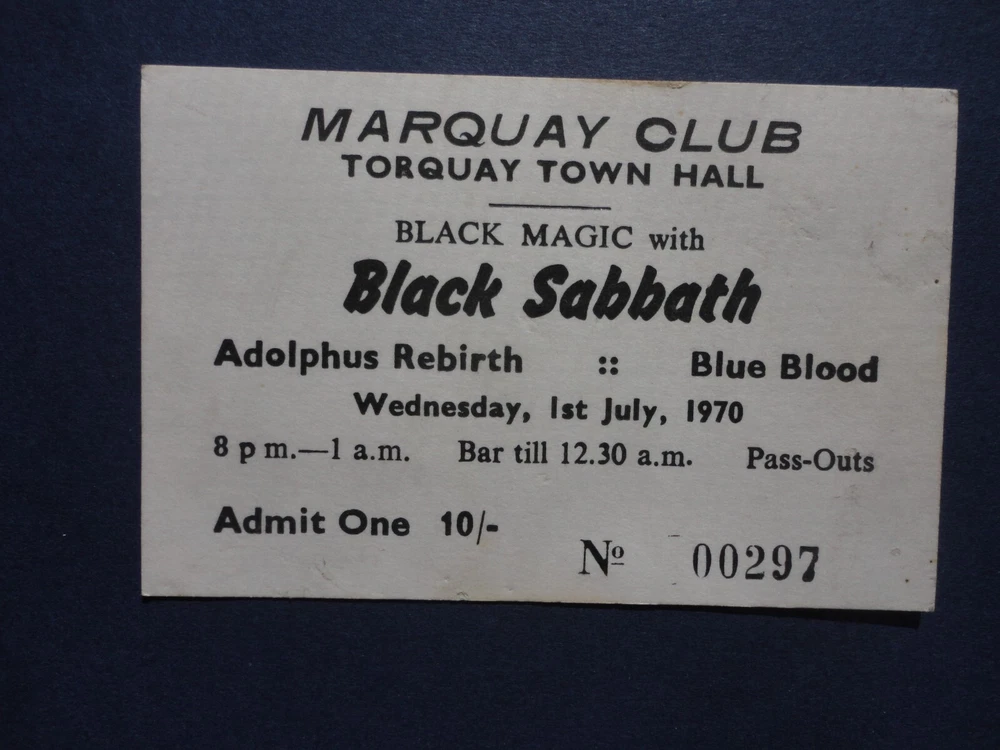 MARQUAY CLUB
TORQUAY TOWN HALL
BLACK MAGIC with
Black Sabbath
Adolphus Rebirth :: Blue Blood
Wednesday, 1st July, 1970
8 p m.—1 a.m. Bar till 12.30 a.m. Pass-Outs
Admit One 10/-
Nº 00297